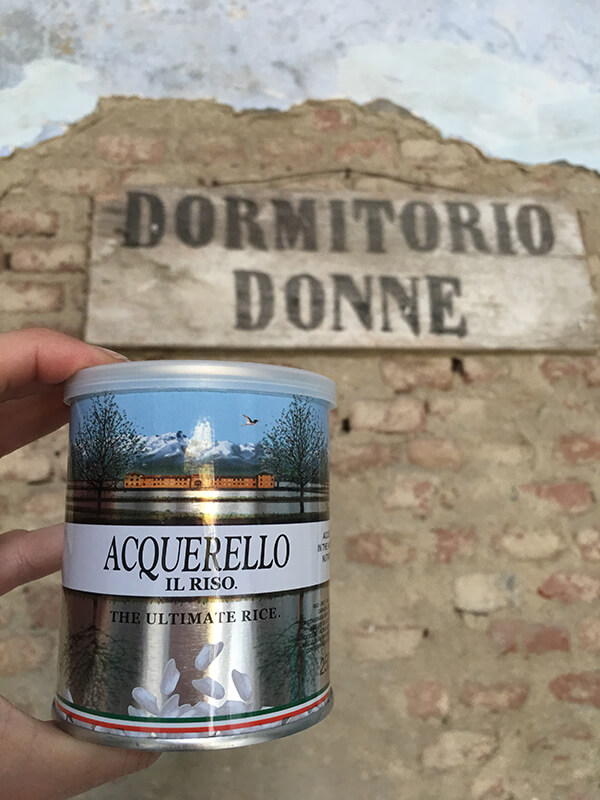 DORMITORIO
DONNE
ACQUERELLO
IL RISO.
THE ULTIMATE RICE.